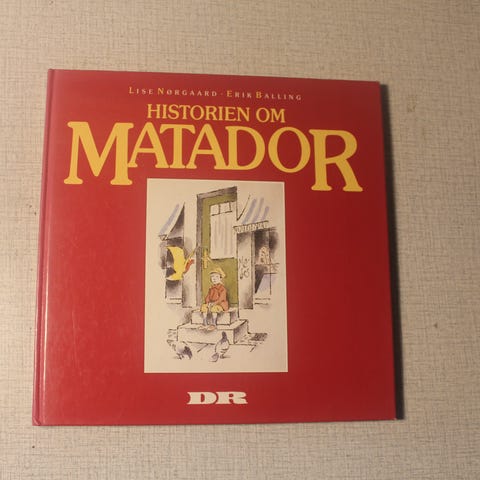 LISE NØRGAARD · ERIK BALLING
HISTORIEN OM
MATADOR
DR